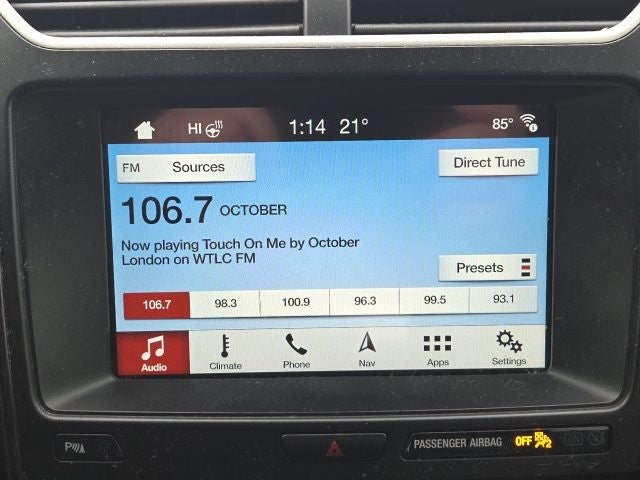 HI 1:14 21° 85°
FM Sources Direct Tune
106.7 OCTOBER
Now playing Touch On Me by October
London on WTLC FM
Presets
106.7 98.3 100.9 96.3 99.5 93.1
Audio Climate Phone Nav Apps Settings
P PASSENGER AIRBAG OFF 2 ON